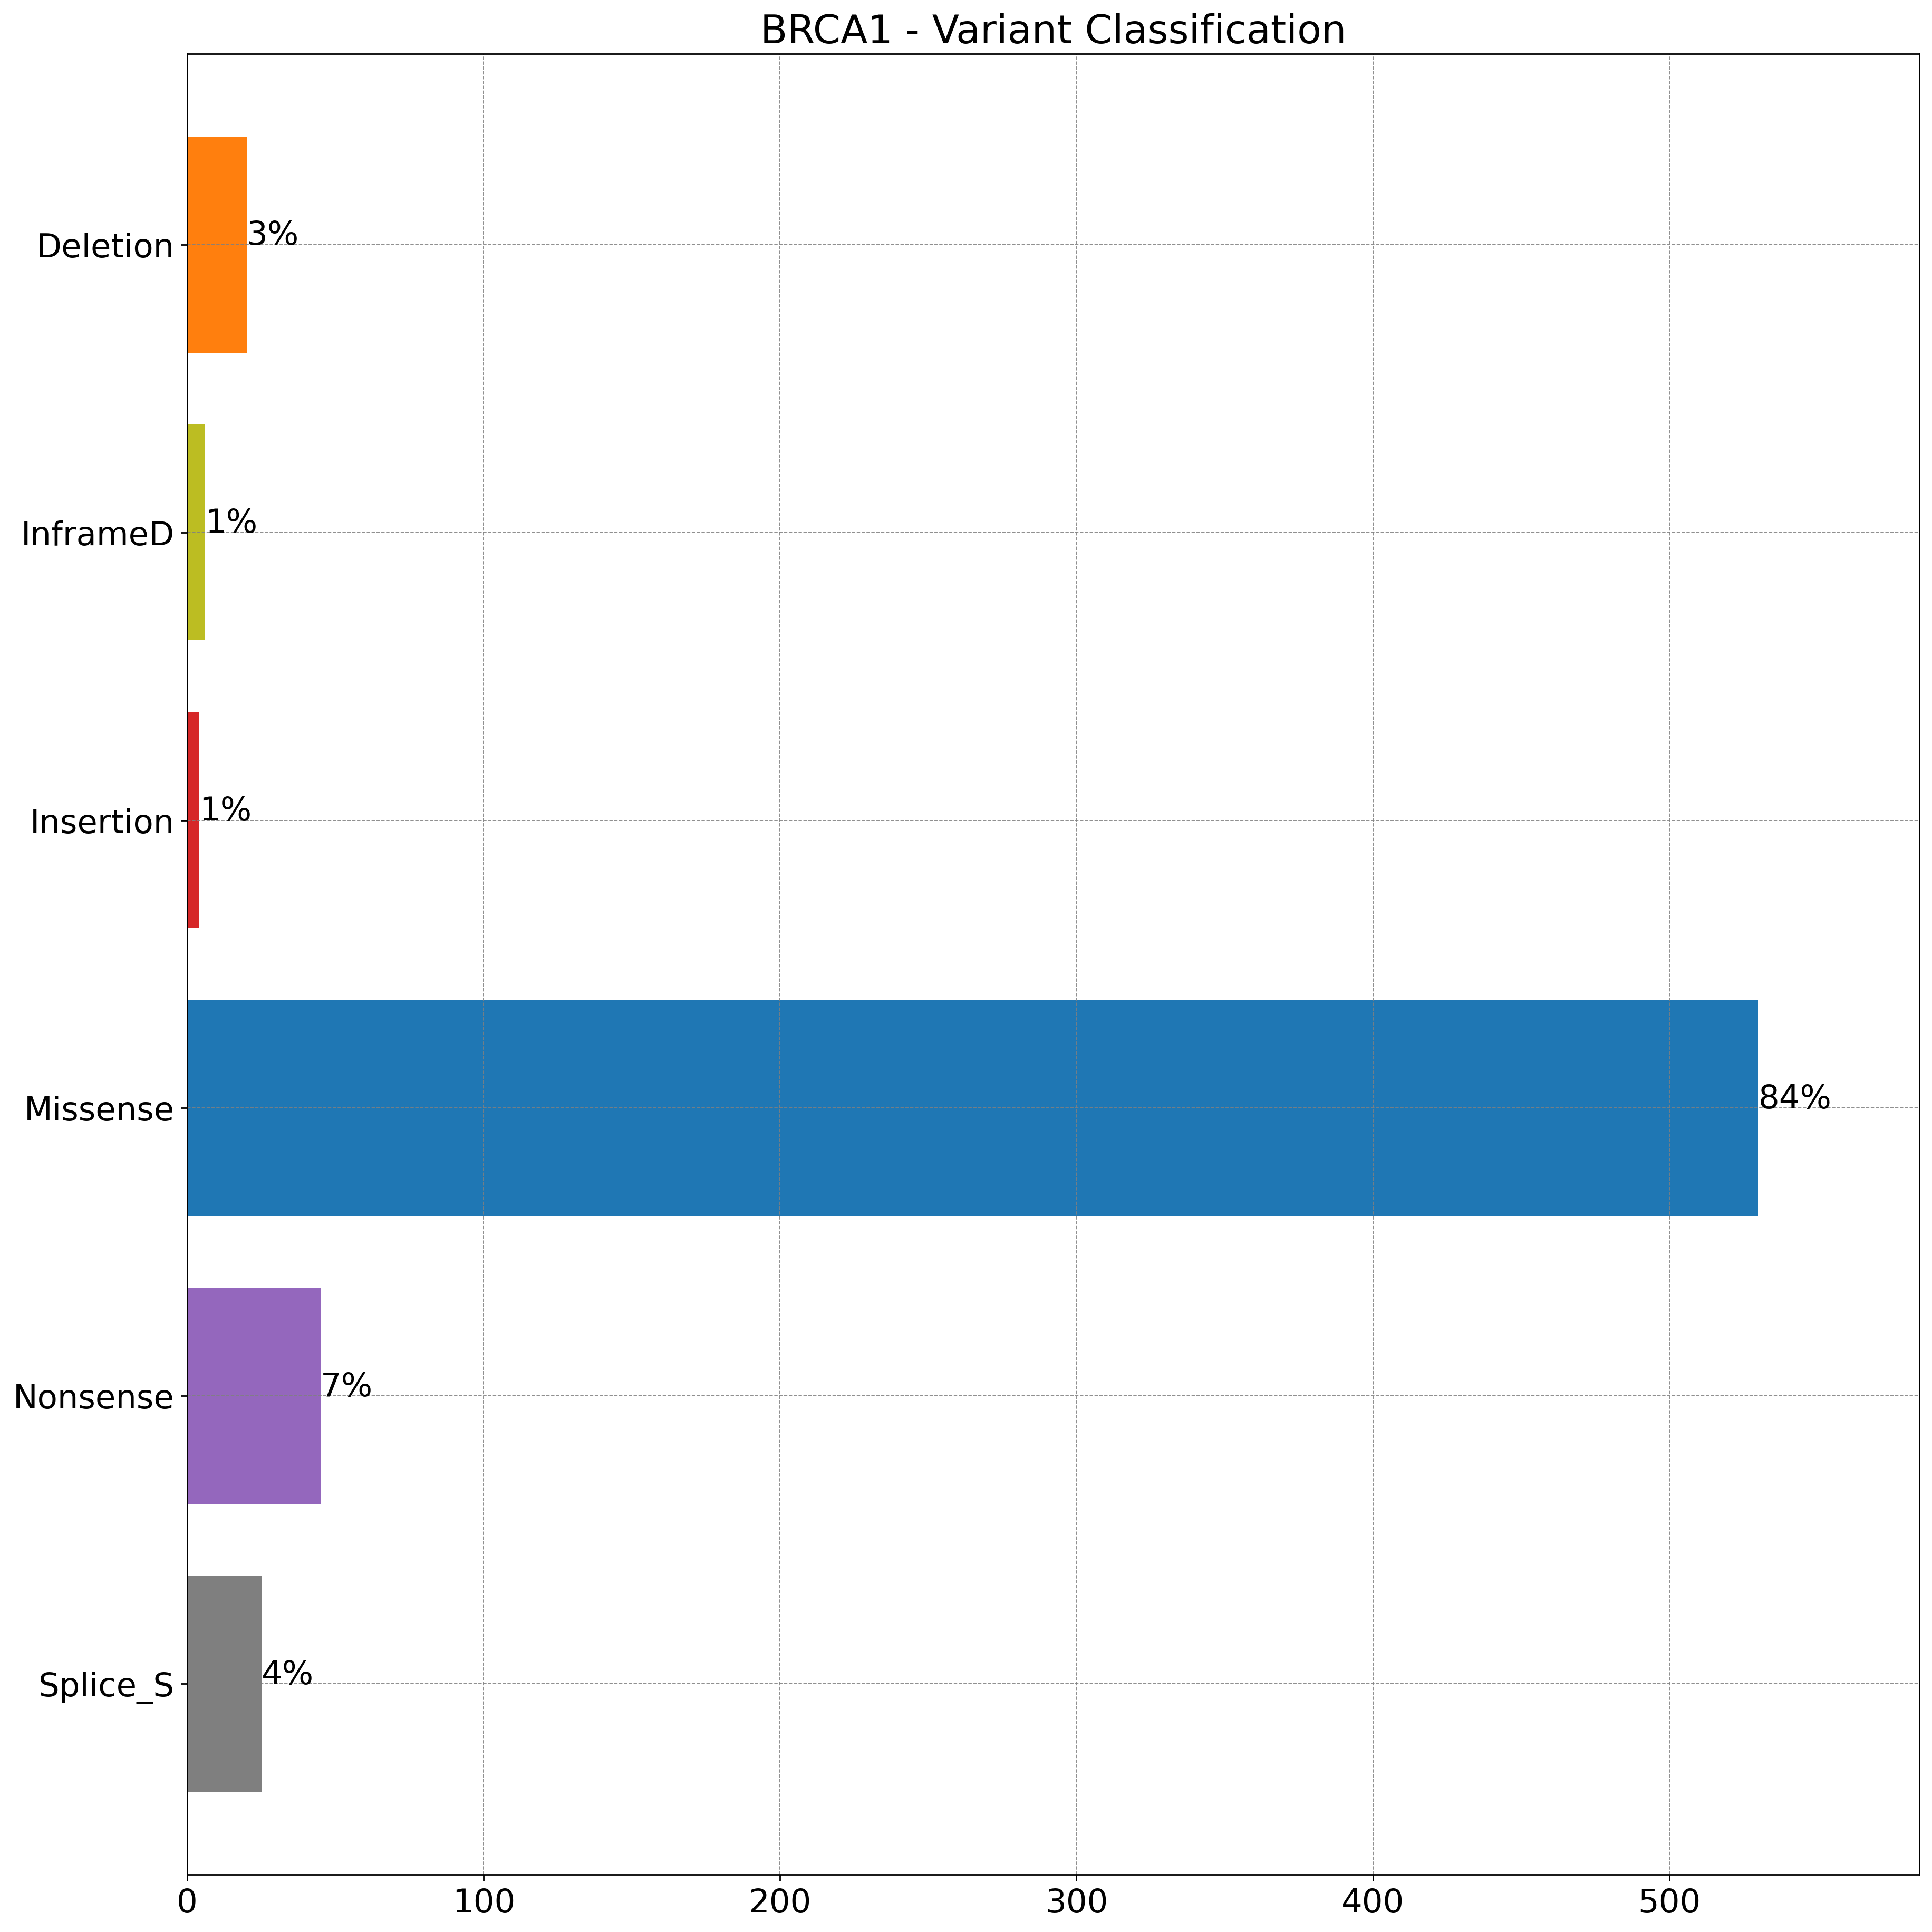 BRCA1 - Variant Classification
Deletion 3%
InframeD 1%
Insertion 1%
Missense 84%
Nonsense 7%
Splice_S 4%
0 100 200 300 400 500